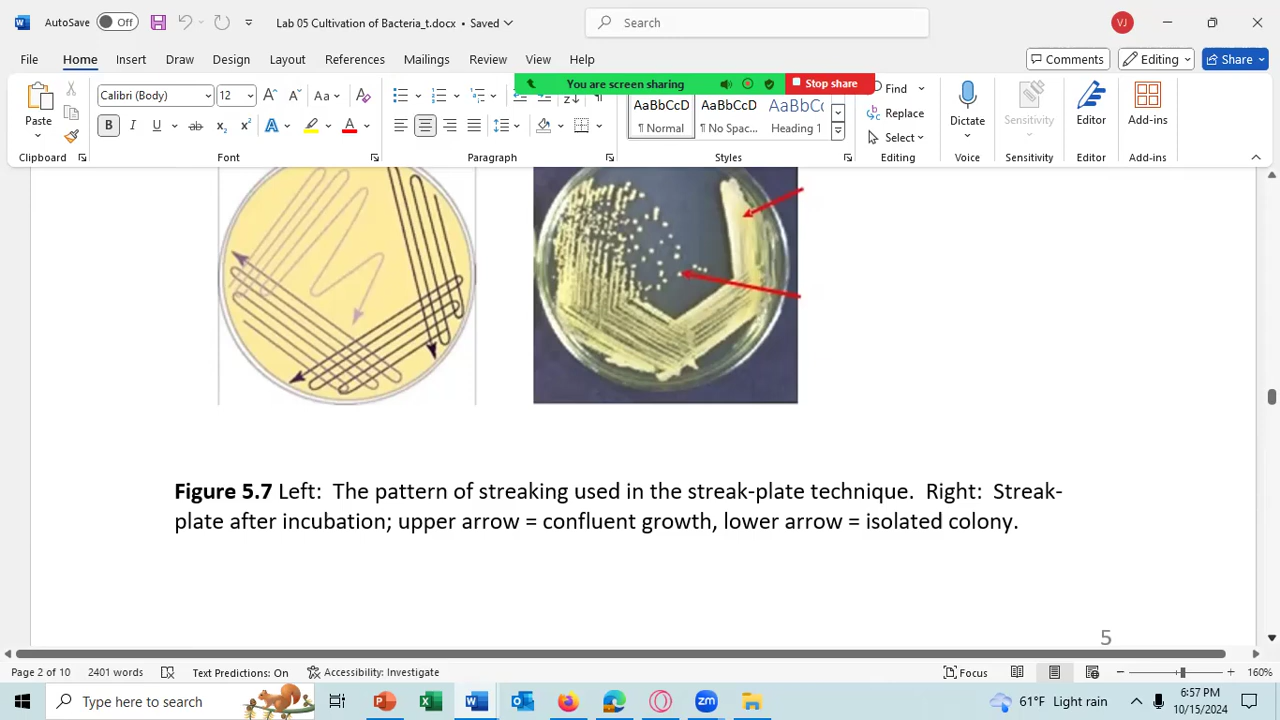 AutoSave Off Lab 05 Cultivation of Bacteria_t.docx • Saved Search VJ
File Home Insert Draw Design Layout References Mailings Review View Help Comments Editing Share
You are screen sharing Stop share
Paste Calibri (Body) 12 Aa AaBbCcD AaBbCcD AaBbC Find Dictate Sensitivity Editor Add-ins
B I U ab x₂ x² A A ¶ Normal ¶ No Spac... Heading 1 Replace
Select
Clipboard Font Paragraph Styles Editing Voice Sensitivity Editor Add-ins
Figure 5.7 Left: The pattern of streaking used in the streak-plate technique. Right: Streak-
plate after incubation; upper arrow = confluent growth, lower arrow = isolated colony.
5
Page 2 of 10 2401 words Text Predictions: On Accessibility: Investigate Focus 160%
Type here to search zm 61°F Light rain 6:57 PM
10/15/2024